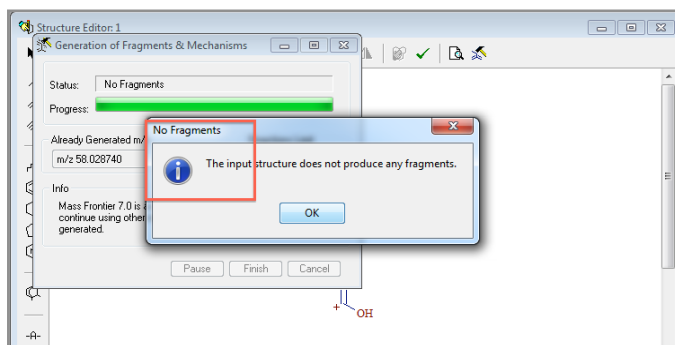 Structure Editor: 1
Generation of Fragments & Mechanisms
Status: No Fragments
Progress:
No Fragments
Already Generated m/
m/z 58.028740
The input structure does not produce any fragments.
Info
Mass Frontier 7.0 is
continue using other
generated.
OK
Pause Finish Cancel
+ OH
-A-